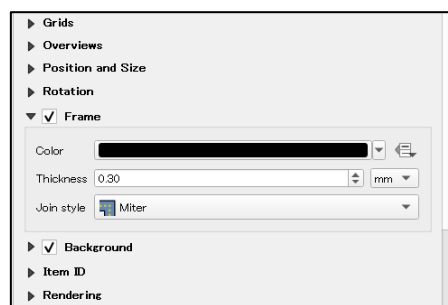 Grids
Overviews
Position and Size
Rotation
Frame
Color
Thickness 0.30 mm
Join style Miter
Background
Item ID
Rendering